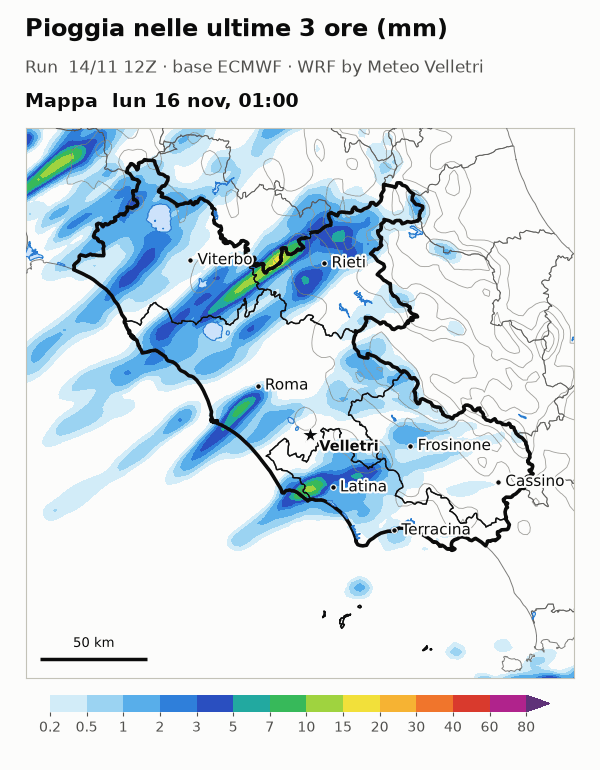 Pioggia nelle ultime 3 ore (mm)
Run 14/11 12Z · base ECMWF · WRF by Meteo Velletri
Mappa lun 16 nov, 01:00
Viterbo
Rieti
Roma
Velletri
Frosinone
Cassino
Latina
Terracina
50 km
0.2 0.5 1 2 3 5 7 10 15 20 30 40 60 80